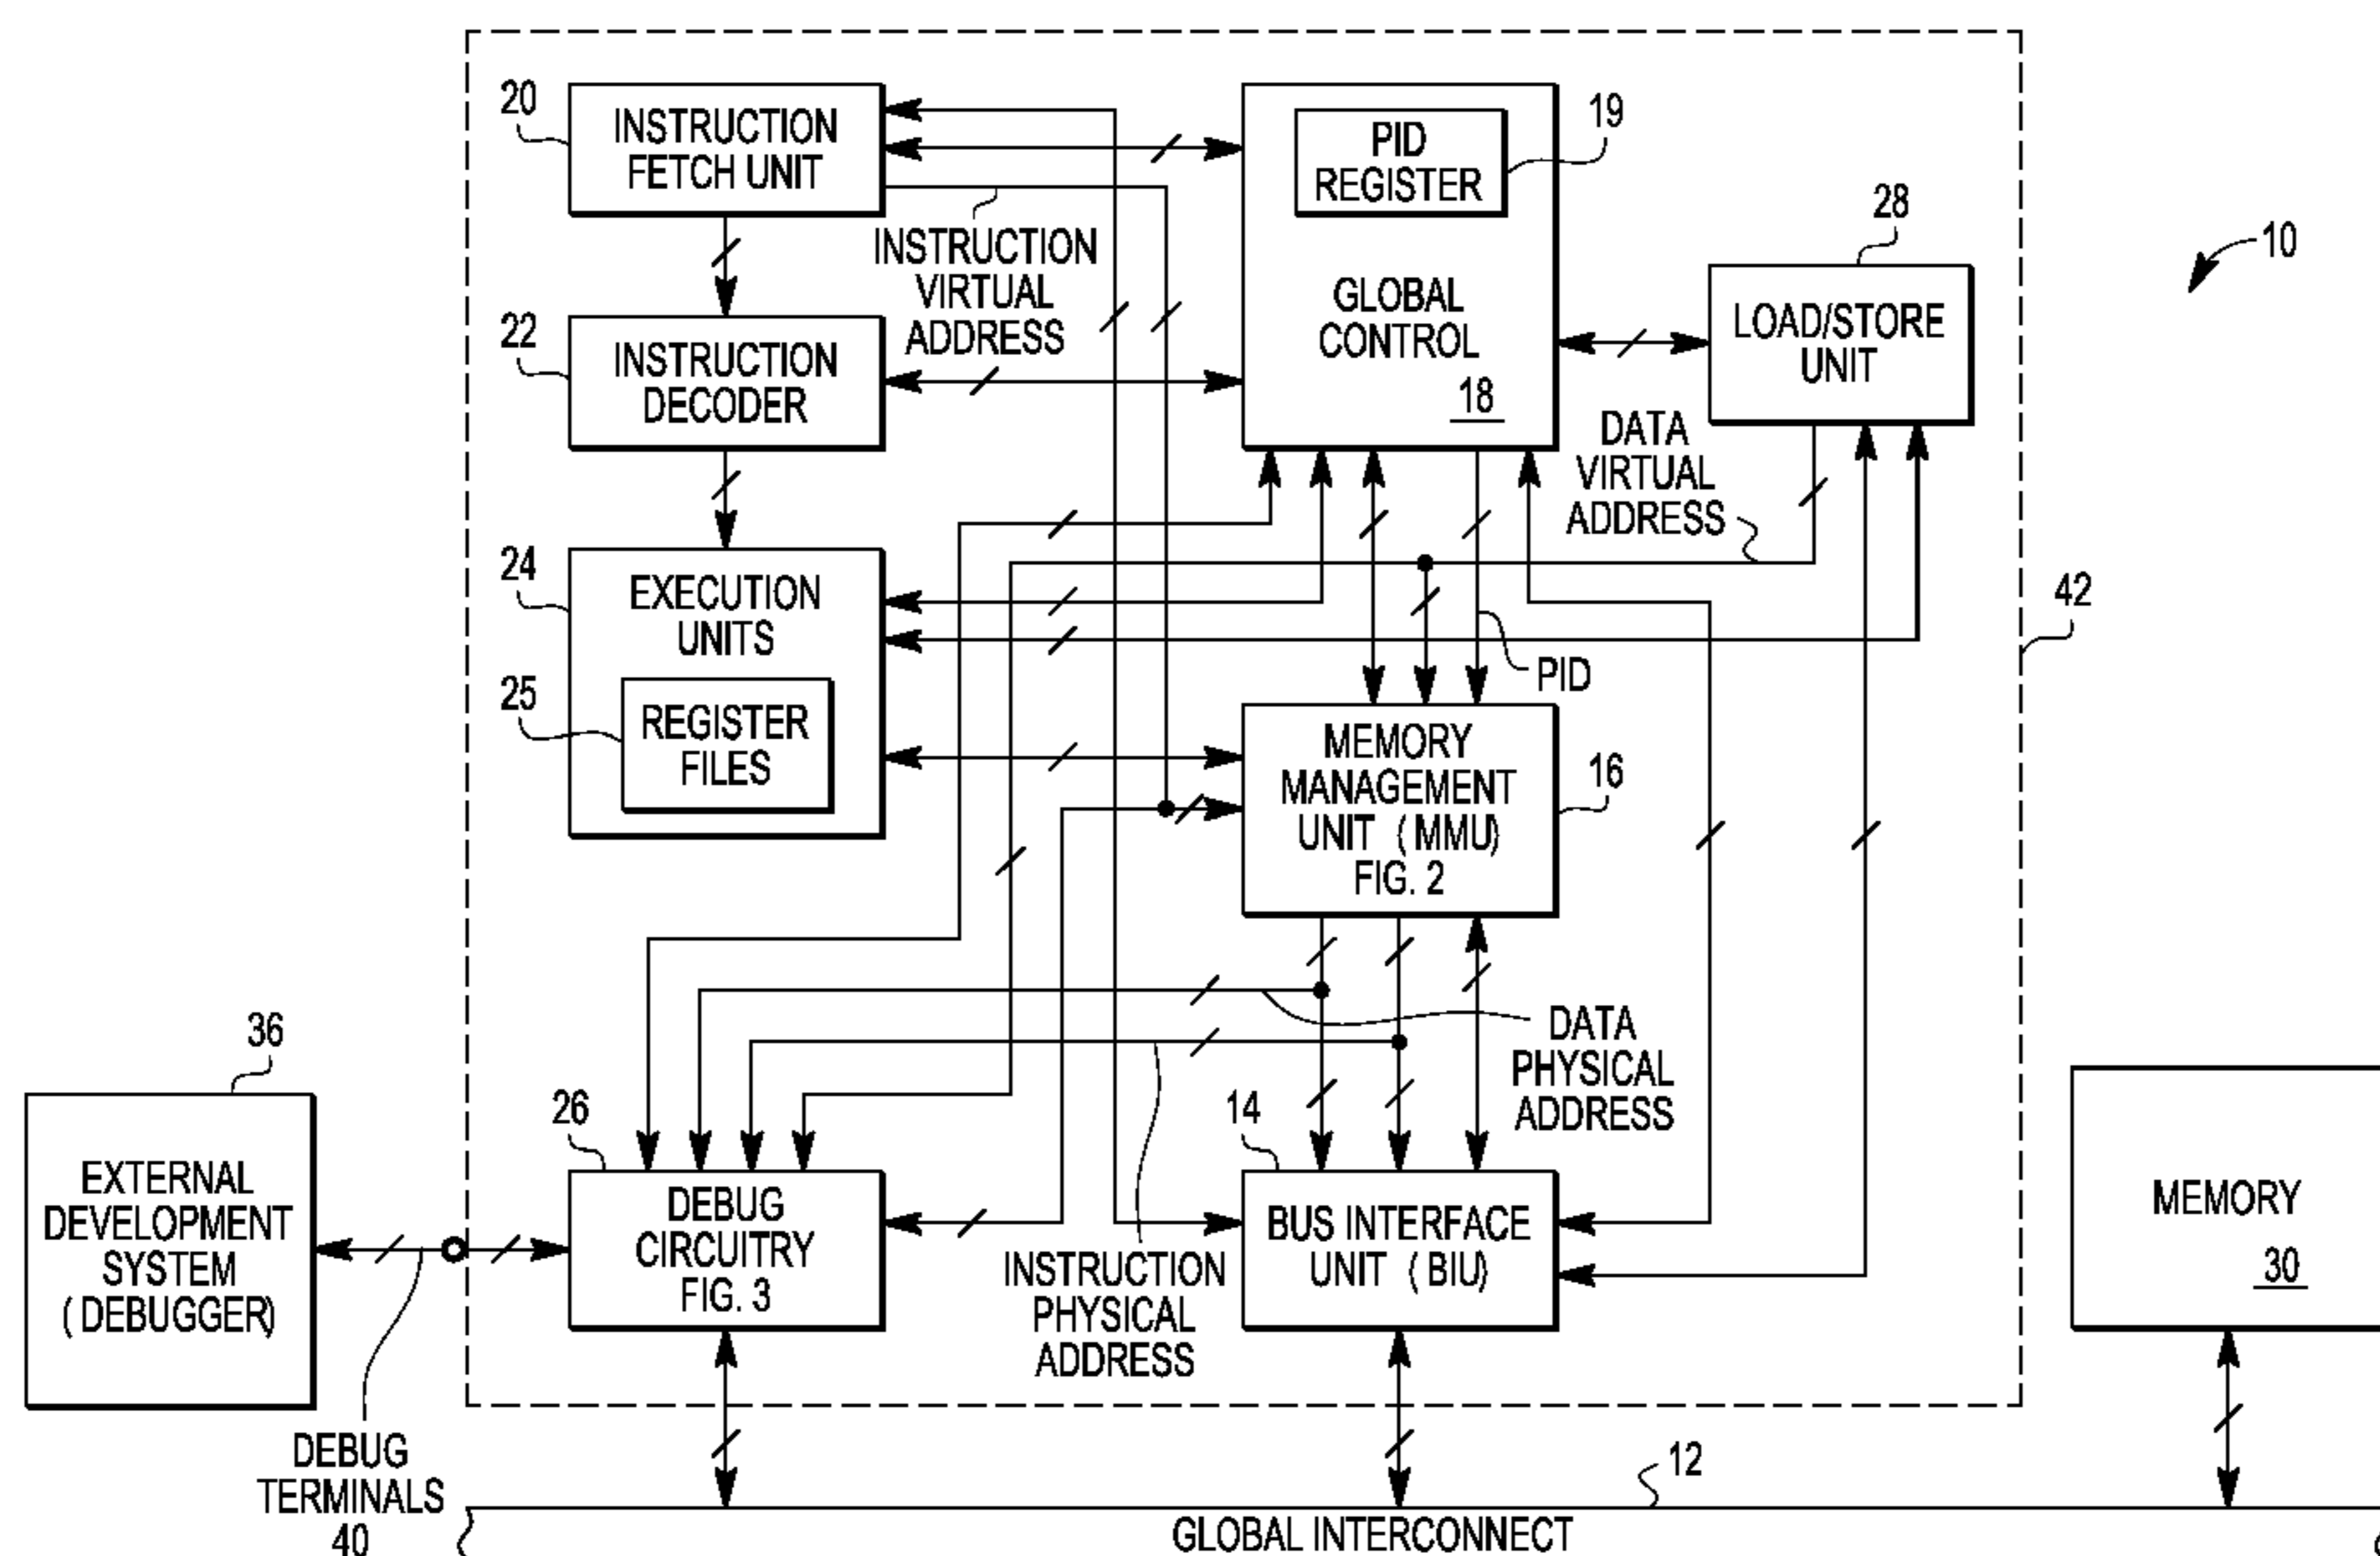 20
INSTRUCTION
FETCH UNIT
PID
REGISTER
19
GLOBAL
CONTROL
18
28
LOAD/STORE
UNIT
10
INSTRUCTION
VIRTUAL
ADDRESS
22
INSTRUCTION
DECODER
DATA
VIRTUAL
ADDRESS
24
EXECUTION
UNITS
25
REGISTER
FILES
PID
42
MEMORY
MANAGEMENT
UNIT (MMU)
FIG. 2
16
DATA
PHYSICAL
ADDRESS
36
EXTERNAL
DEVELOPMENT
SYSTEM
(DEBUGGER)
26
DEBUG
CIRCUITRY
FIG. 3
14
BUS INTERFACE
UNIT (BIU)
INSTRUCTION
PHYSICAL
ADDRESS
MEMORY
30
DEBUG
TERMINALS
40
12
GLOBAL INTERCONNECT